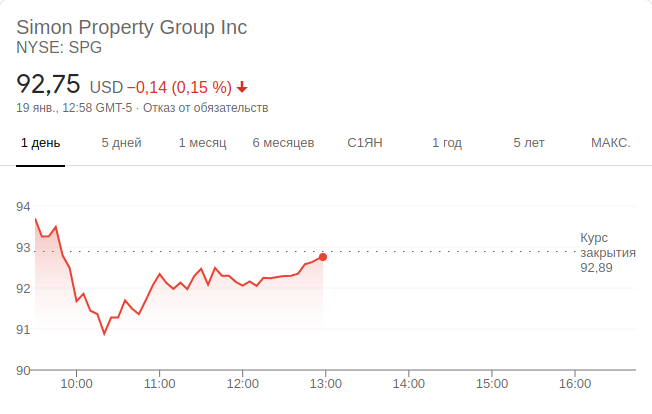 Simon Property Group Inc
NYSE: SPG
92,75 USD −0,14 (0,15 %)
19 янв., 12:58 GMT-5 · Отказ от обязательств
1 день 5 дней 1 месяц 6 месяцев С1ЯН 1 год 5 лет МАКС.
94
Курс
93
закрытия
92,89
92
91
90
10:00 11:00 12:00 13:00 14:00 15:00 16:00